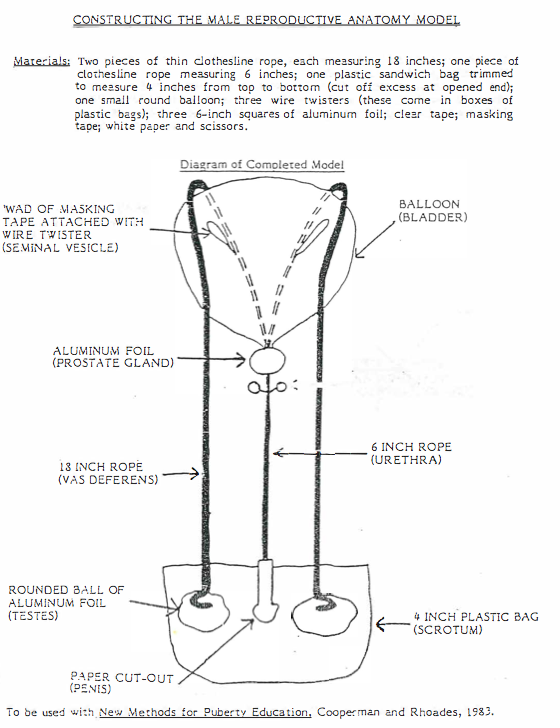 CONSTRUCTING THE MALE REPRODUCTIVE ANATOMY MODEL
Materials: Two pieces of thin clothesline rope, each measuring 18 inches; one piece of
clothesline rope measuring 6 inches; one plastic sandwich bag trimmed
to measure 4 inches from top to bottom (cut off excess at opened end);
one small round balloon; three wire twisters (these come in boxes of
plastic bags); three 6-inch squares of aluminum foil; clear tape; masking
tape; white paper and scissors.
Diagram of Completed Model
WAD OF MASKING
TAPE ATTACHED WITH
WIRE TWISTER
(SEMINAL VESICLE)
BALLOON
(BLADDER)
ALUMINUM FOIL
(PROSTATE GLAND)
6 INCH ROPE
(URETHRA)
18 INCH ROPE
(VAS DEFERENS)
ROUNDED BALL OF
ALUMINUM FOIL
(TESTES)
4 INCH PLASTIC BAG
(SCROTUM)
PAPER CUT-OUT
(PENIS)
To be used with New Methods for Puberty Education, Cooperman and Rhoades, 1983.